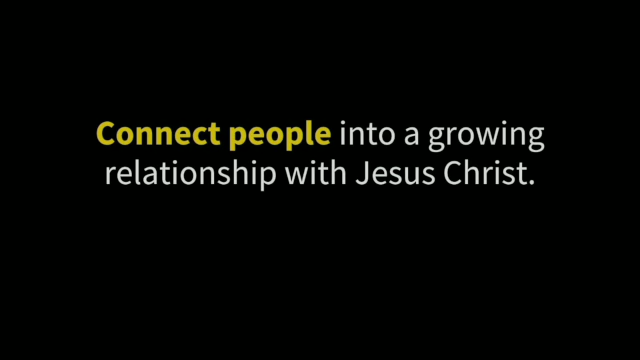 Connect people into a growing
relationship with Jesus Christ.